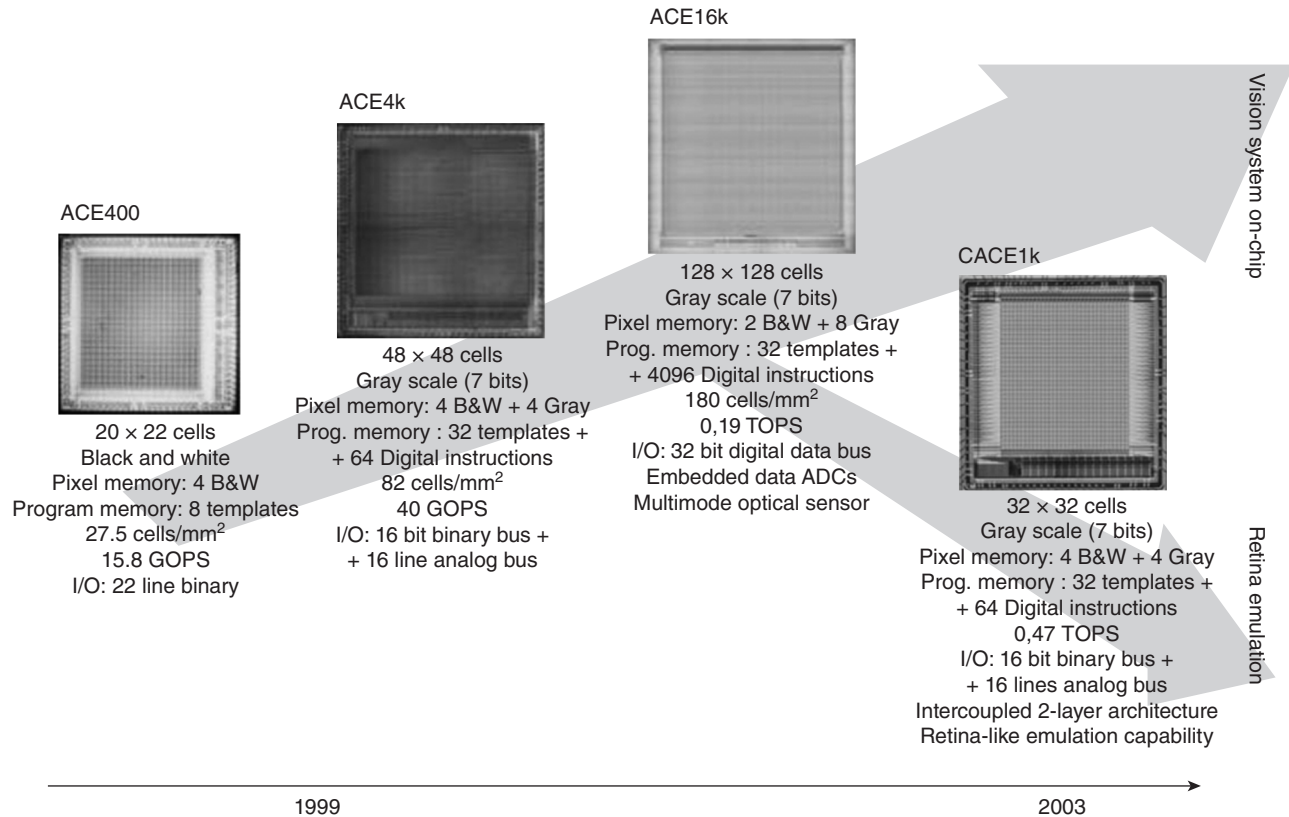 ACE400
20 × 22 cells
Black and white
Pixel memory: 4 B&W
Program memory: 8 templates
27.5 cells/mm²
15.8 GOPS
I/O: 22 line binary
ACE4k
48 × 48 cells
Gray scale (7 bits)
Pixel memory: 4 B&W + 4 Gray
Prog. memory : 32 templates +
+ 64 Digital instructions
82 cells/mm²
40 GOPS
I/O: 16 bit binary bus +
+ 16 line analog bus
ACE16k
128 × 128 cells
Gray scale (7 bits)
Pixel memory: 2 B&W + 8 Gray
Prog. memory : 32 templates +
+ 4096 Digital instructions
180 cells/mm²
0,19 TOPS
I/O: 32 bit digital data bus
Embedded data ADCs
Multimode optical sensor
CACE1k
32 × 32 cells
Gray scale (7 bits)
Pixel memory: 4 B&W + 4 Gray
Prog. memory : 32 templates +
+ 64 Digital instructions
0,47 TOPS
I/O: 16 bit binary bus +
+ 16 lines analog bus
Intercoupled 2-layer architecture
Retina-like emulation capability
Vision system on-chip
Retina emulation
1999
2003